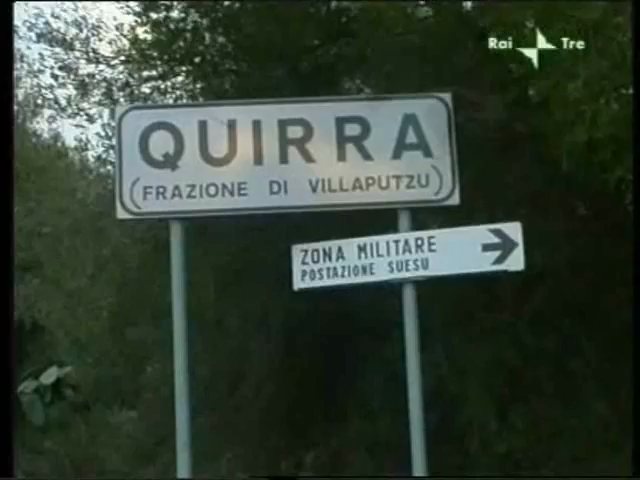 Rai Tre
QUIRRA
(FRAZIONE DI VILLAPUTZU)
ZONA MILITARE
POSTAZIONE SUESU